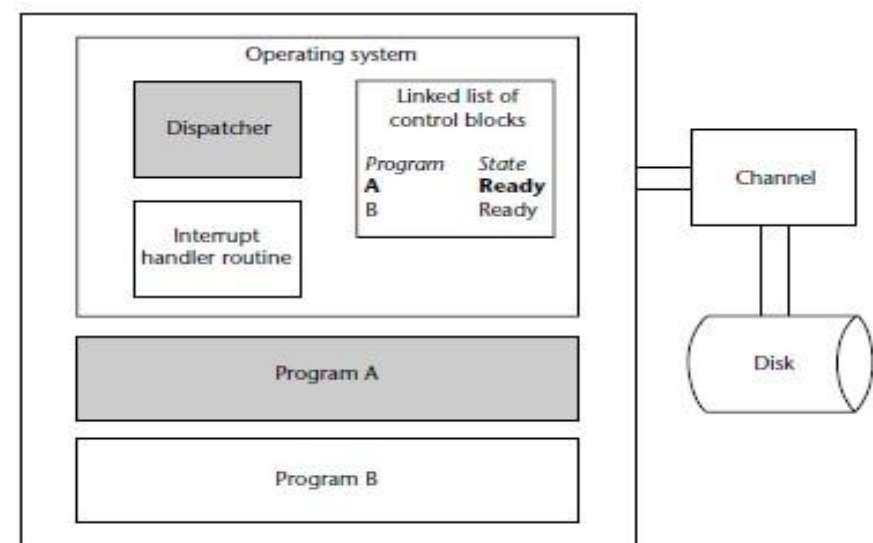 Operating system
Dispatcher
Linked list of
control blocks
Program State
A Ready
B Ready
Interrupt
handler routine
Channel
Program A
Disk
Program B